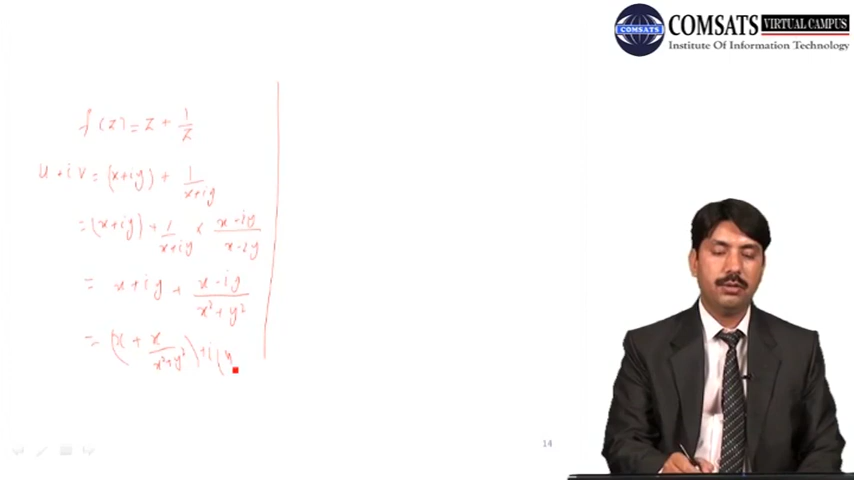 COMSATS VIRTUAL CAMPUS
Institute Of Information Technology
COMSATS
f(z) = z + 1/z
u + iv = (x+iy) + 1/(x+iy)
= (x+iy) + 1/(x+iy) × (x-iy)/(x-iy)
= x+iy + (x-iy)/(x²+y²)
= (x + x/(x²+y²)) + i(y
14